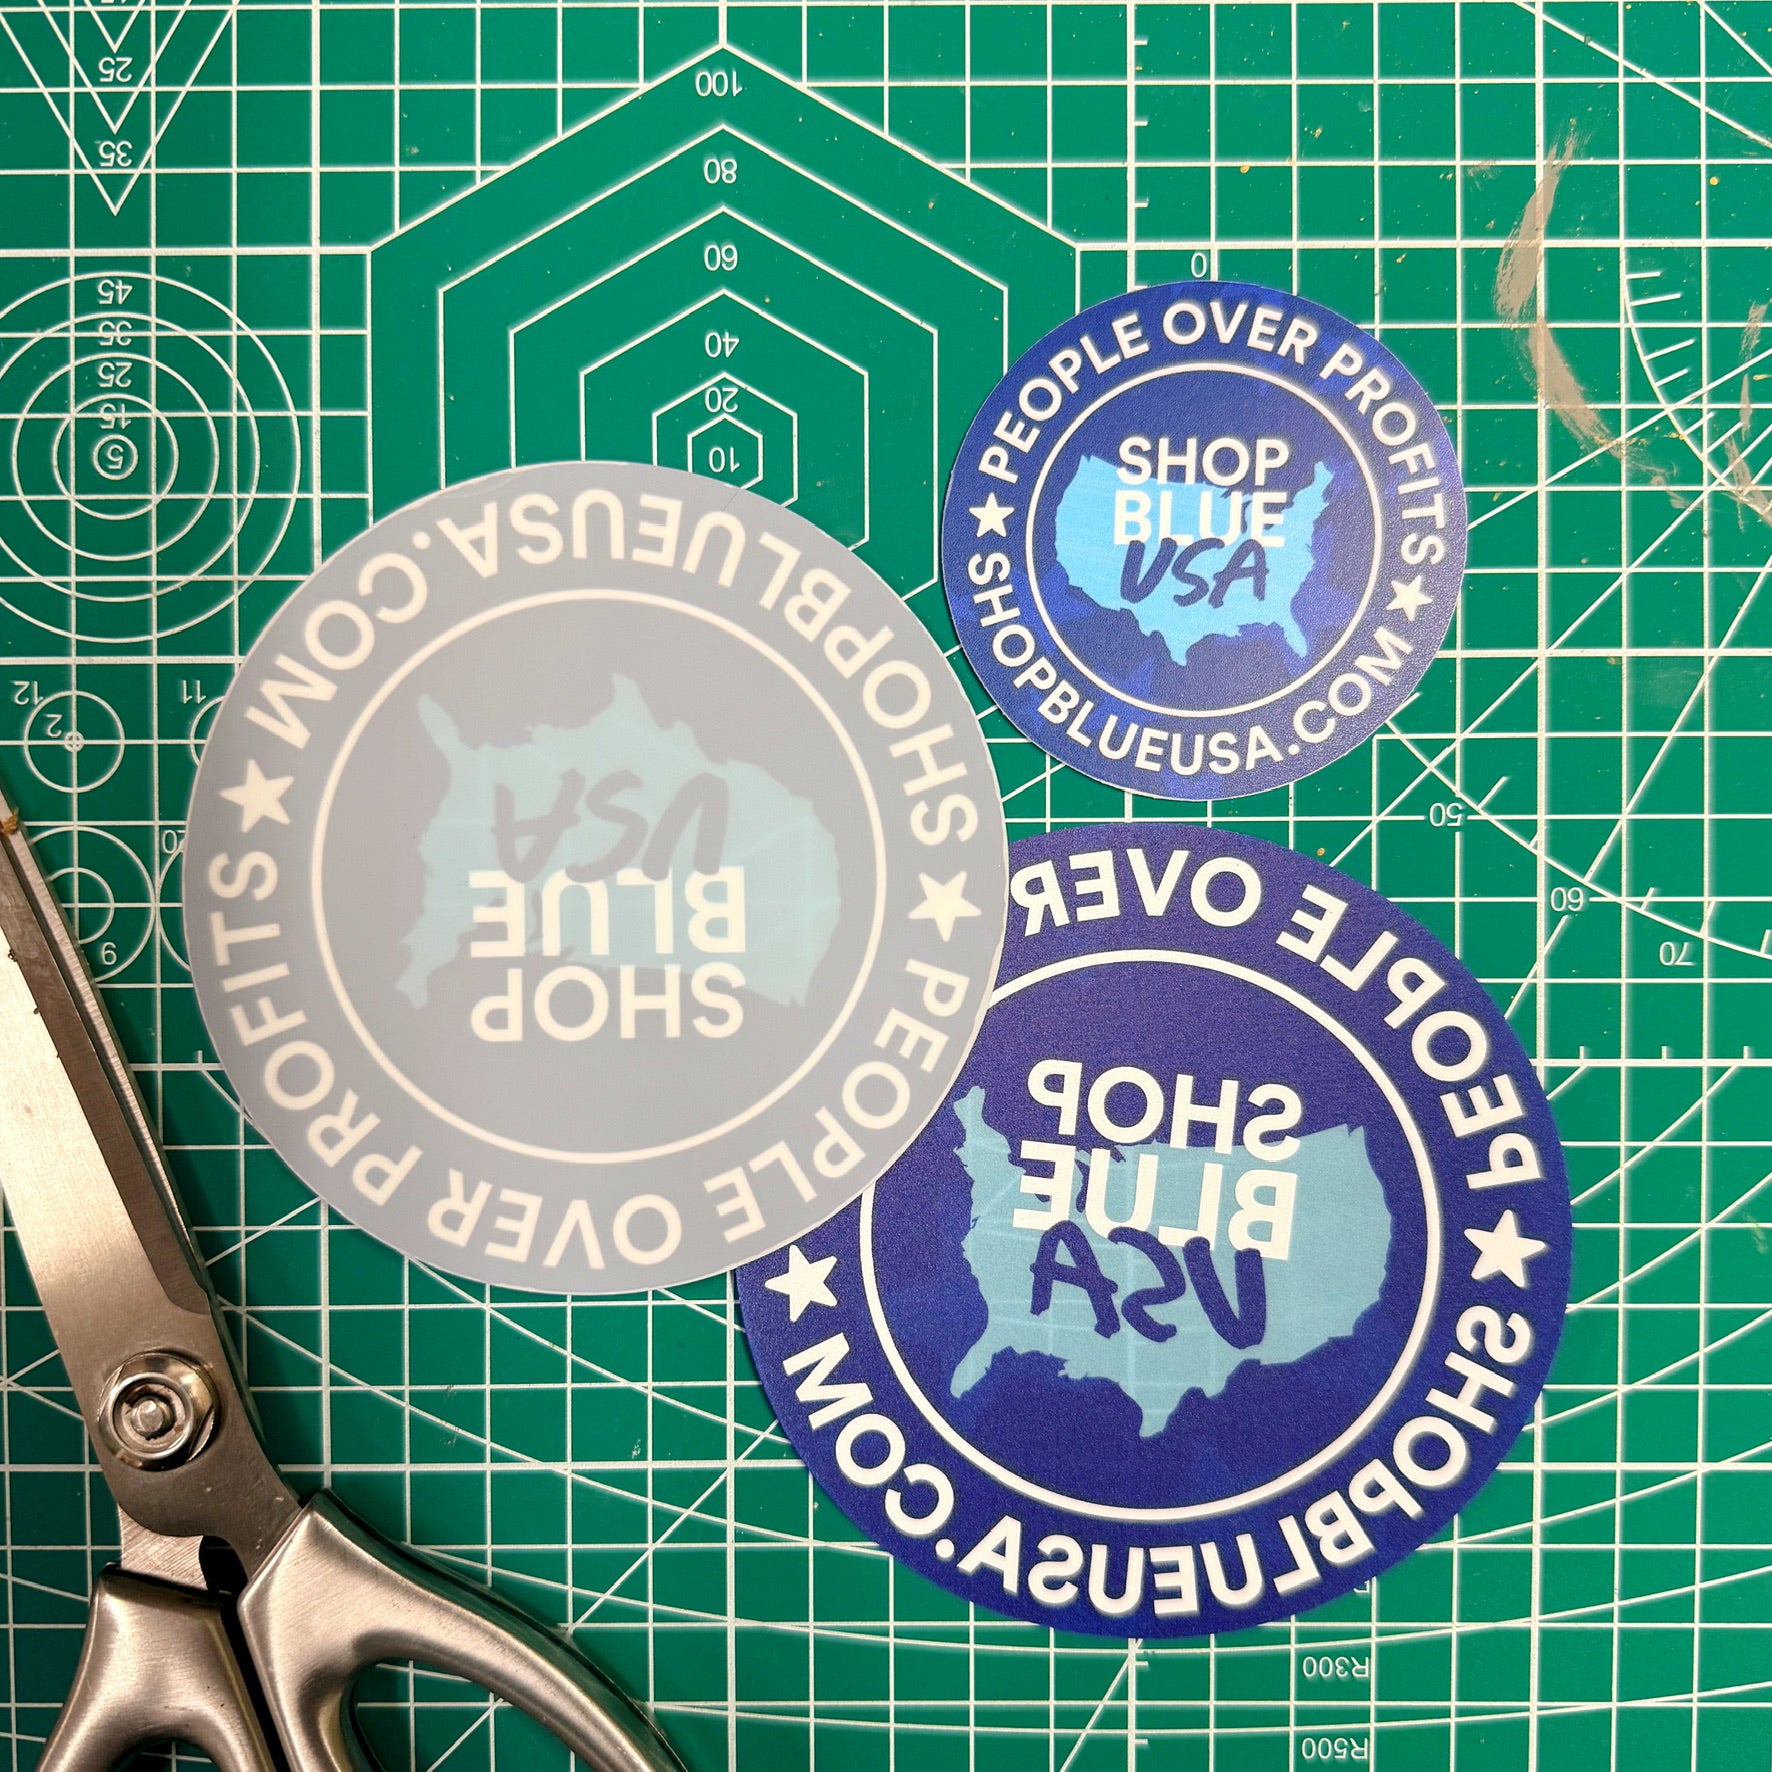 25
35
100
80
60
40
20
10
45
35
25
15
5
0
12
11
2
20
9
50
60
70
R300
R500
★ PEOPLE OVER PROFITS ★
SHOP
BLUE
USA
SHOPBLUEUSA.COM
★ PEOPLE OVER PROFITS ★
SHOP
BLUE
USA
SHOPBLUEUSA.COM
★ PEOPLE OVER
SHOP
BLUE
USA
★ SHOPBLUEUSA.COM